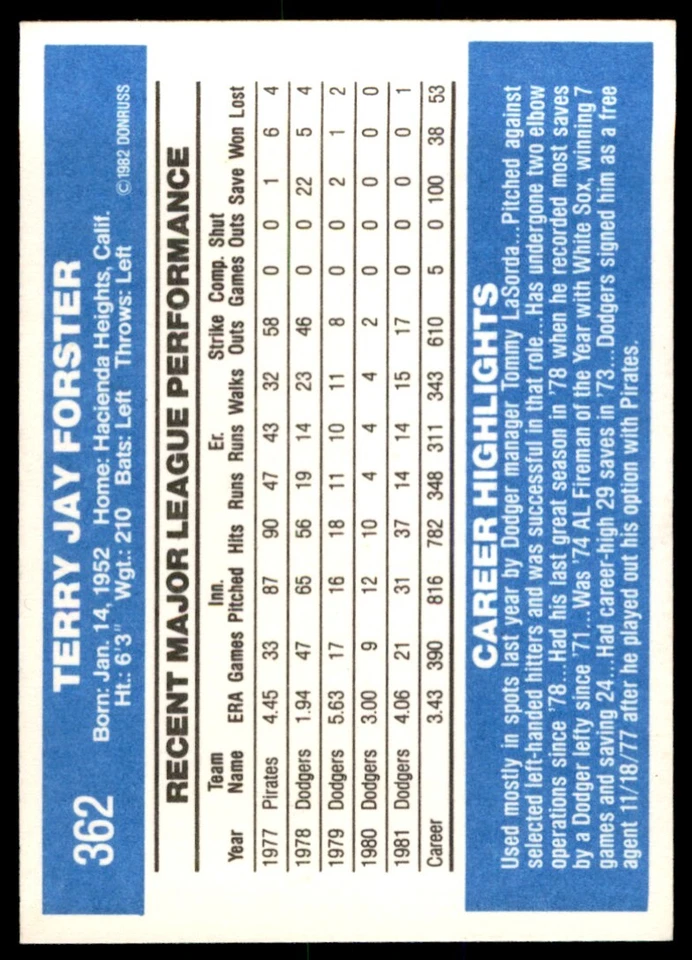 362
TERRY JAY FORSTER
Born: Jan. 14, 1952 Home: Hacienda Heights, Calif.
Ht.: 6'3" Wgt.: 210 Bats: Left Throws: Left ©1982 DONRUSS
RECENT MAJOR LEAGUE PERFORMANCE
Team Inn. Er. Strike Comp. Shut
Year Name ERA Games Pitched Hits Runs Runs Walks Outs Games Outs Save Won Lost
1977 Pirates 4.45 33 87 90 47 43 32 58 0 0 1 6 4
1978 Dodgers 1.94 47 65 56 19 14 23 46 0 0 22 5 4
1979 Dodgers 5.63 17 16 18 11 10 11 8 0 0 2 1 2
1980 Dodgers 3.00 9 12 10 4 4 4 2 0 0 0 0 0
1981 Dodgers 4.06 21 31 37 14 14 15 17 0 0 0 0 1
Career 3.43 390 816 782 348 311 343 610 5 0 100 38 53
CAREER HIGHLIGHTS
Used mostly in spots last year by Dodger manager Tommy LaSorda...Pitched against
selected left-handed hitters and was successful in that role...Has undergone two elbow
operations since '78...Had his last great season in '78 when he recorded most saves
by a Dodger lefty since '71...Was '74 AL Fireman of the Year with White Sox, winning 7
games and saving 24...Had career-high 29 saves in '73...Dodgers signed him as a free
agent 11/18/77 after he played out his option with Pirates.